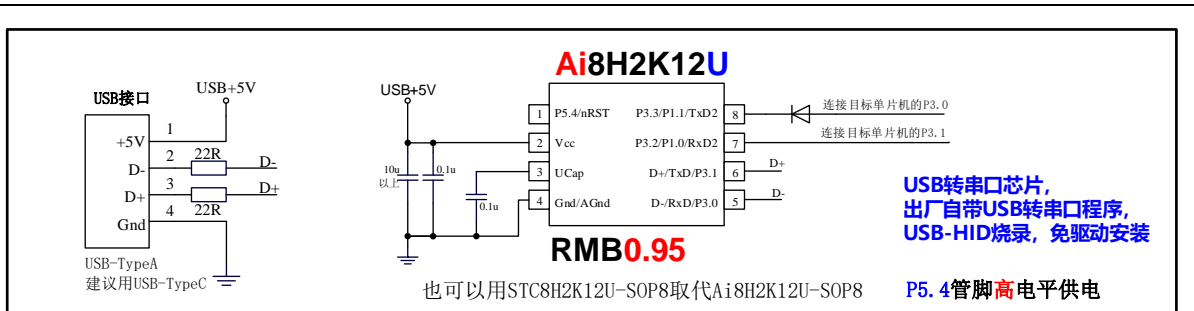 USB接口
USB+5V
+5V
1
D-
2
22R
D-
D+
3
22R
D+
Gnd
4
USB-TypeA
建议用USB-TypeC
Ai8H2K12U
USB+5V
10u
以上
0.1u
0.1u
1 P5.4/nRST
2 Vcc
3 UCap
4 Gnd/AGnd
P3.3/P1.1/TxD2 8
P3.2/P1.0/RxD2 7
D+/TxD/P3.1 6
D-/RxD/P3.0 5
连接目标单片机的P3.0
连接目标单片机的P3.1
D+
D-
RMB0.95
也可以用STC8H2K12U-SOP8取代Ai8H2K12U-SOP8
USB转串口芯片，
出厂自带USB转串口程序，
USB-HID烧录，免驱动安装
P5.4管脚高电平供电